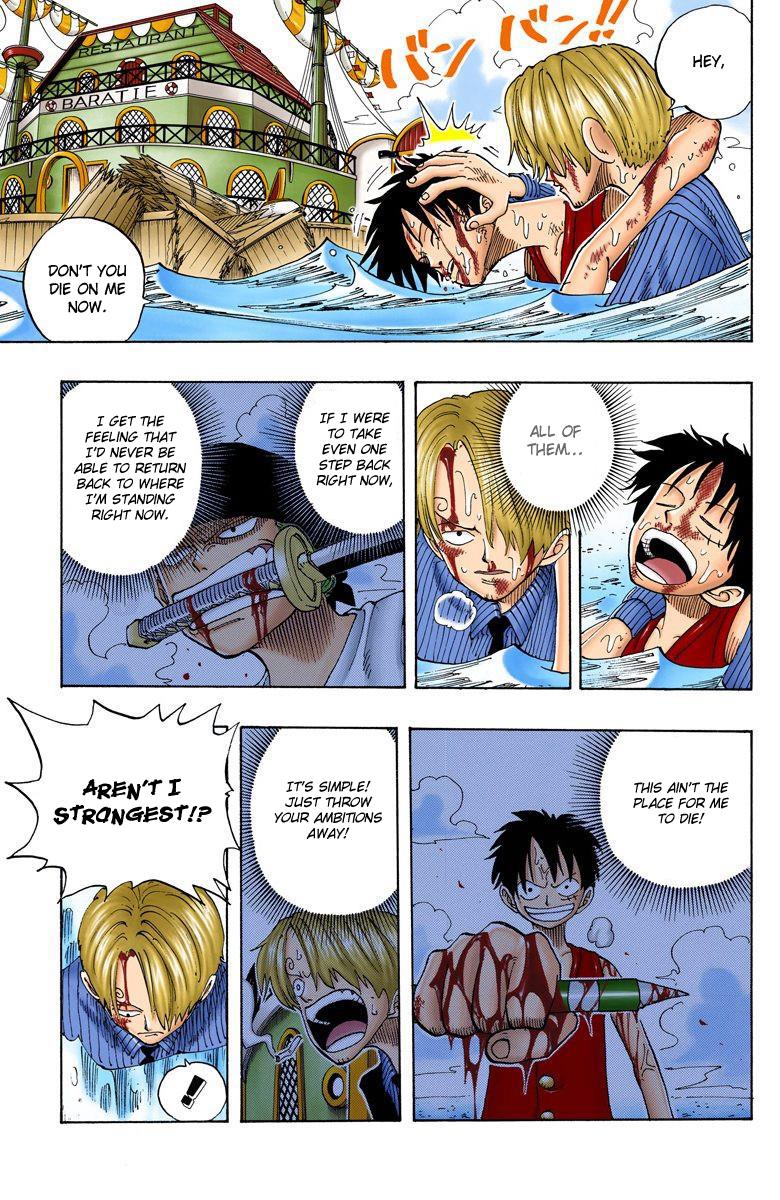 HEY,
バン バン!!
RESTAURANT
BARATIE
DON'T YOU
DIE ON ME
NOW.
ALL OF
THEM...
IF I WERE
TO TAKE
EVEN ONE
STEP BACK
RIGHT NOW,
I GET THE
FEELING THAT
I'D NEVER BE
ABLE TO RETURN
BACK TO WHERE
I'M STANDING
RIGHT NOW.
THIS AIN'T THE
PLACE FOR ME
TO DIE!
IT'S SIMPLE!
JUST THROW
YOUR AMBITIONS
AWAY!
AREN'T I
STRONGEST!?
!